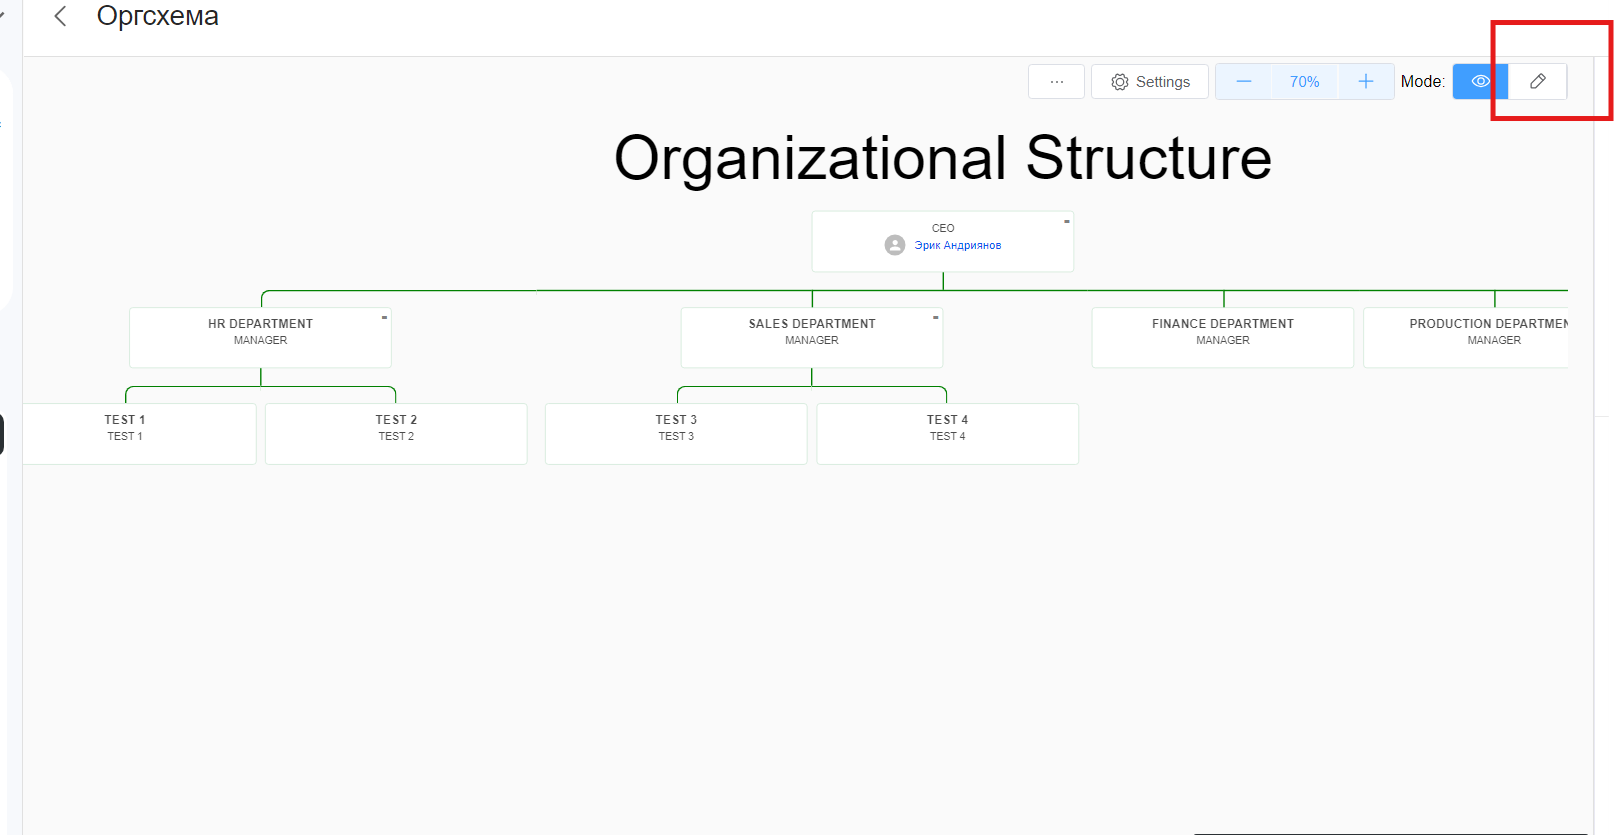 Оргсхема
... Settings 70% Mode:
Organizational Structure
CEO
Эрик Андриянов
HR DEPARTMENT
MANAGER
SALES DEPARTMENT
MANAGER
FINANCE DEPARTMENT
MANAGER
PRODUCTION DEPARTMEN
MANAGER
TEST 1
TEST 1
TEST 2
TEST 2
TEST 3
TEST 3
TEST 4
TEST 4